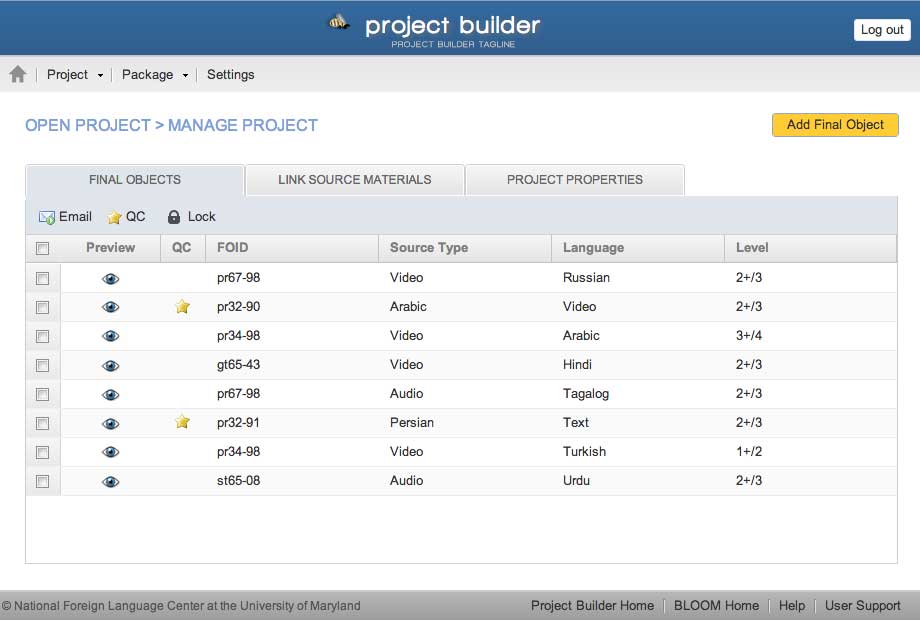 project builder
PROJECT BUILDER TAGLINE
Log out
Project Package Settings
OPEN PROJECT > MANAGE PROJECT
Add Final Object
FINAL OBJECTS LINK SOURCE MATERIALS PROJECT PROPERTIES
Email QC Lock
Preview QC FOID Source Type Language Level
pr67-98 Video Russian 2+/3
pr32-90 Arabic Video 2+/3
pr34-98 Video Arabic 3+/4
gt65-43 Video Hindi 2+/3
pr67-98 Audio Tagalog 2+/3
pr32-91 Persian Text 2+/3
pr34-98 Video Turkish 1+/2
st65-08 Audio Urdu 2+/3
© National Foreign Language Center at the University of Maryland
Project Builder Home BLOOM Home Help User Support